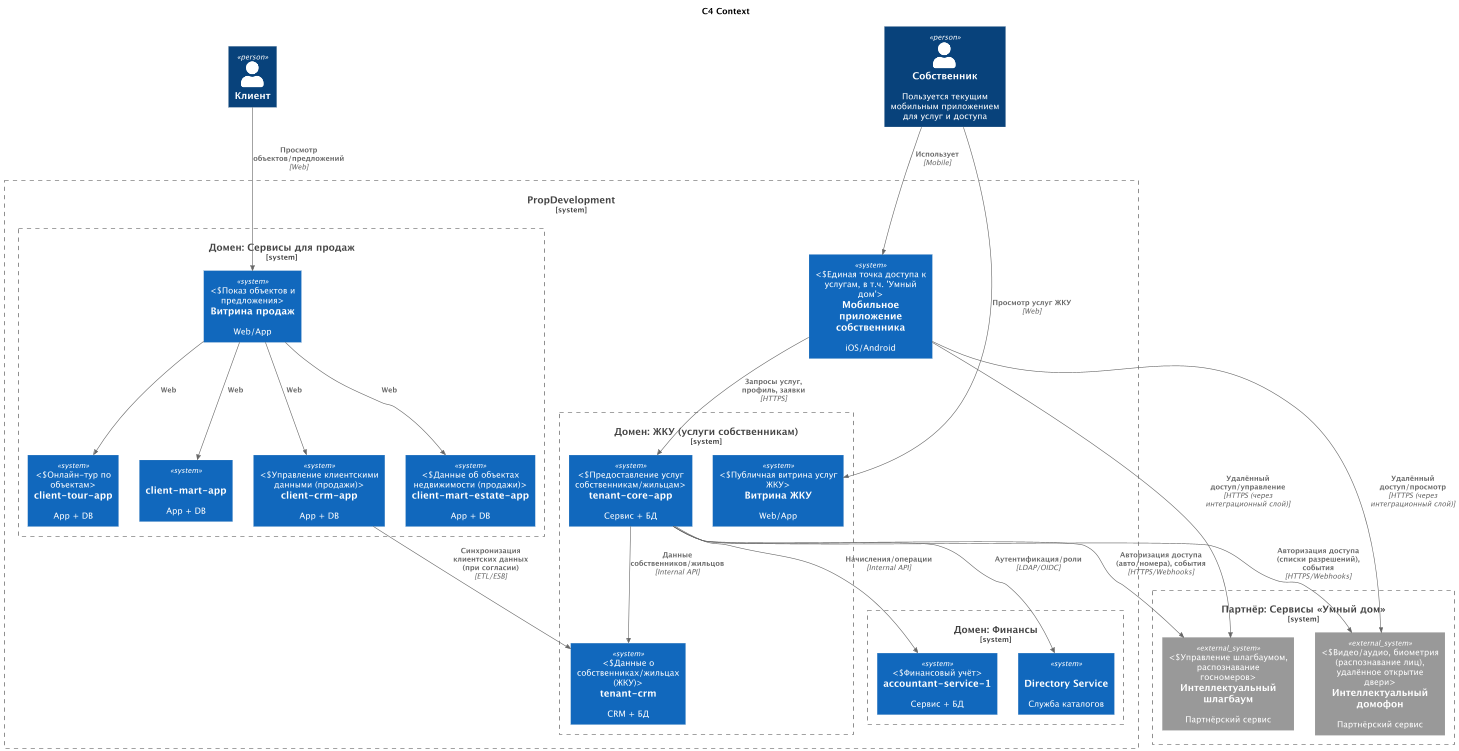 C4 Context
«person»
Клиент
«person»
Собственник
Пользуется текущим
мобильным приложением
для услуг и доступа
Просмотр
объектов/предложений
[Web]
Использует
[Mobile]
PropDevelopment
[system]
Домен: Сервисы для продаж
[system]
«system»
<$Показ объектов и
предложения>
Витрина продаж
Web/App
«system»
<$Единая точка доступа к
услугам, в т.ч. 'Умный
дом'>
Мобильное
приложение
собственника
iOS/Android
Просмотр услуг ЖКУ
[Web]
Web
Web
Web
Web
Запросы услуг,
профиль, заявки
[HTTPS]
Домен: ЖКУ (услуги собственникам)
[system]
«system»
<$Онлайн-тур по
объектам>
client-tour-app
App + DB
«system»
client-mart-app
App + DB
«system»
<$Управление клиентскими
данными (продажи)>
client-crm-app
App + DB
«system»
<$Данные об объектах
недвижимости (продажи)>
client-mart-estate-app
App + DB
«system»
<$Предоставление услуг
собственникам/жильцам>
tenant-core-app
Сервис + БД
«system»
<$Публичная витрина услуг
ЖКУ>
Витрина ЖКУ
Web/App
Удалённый
доступ/управление
[HTTPS (через
интеграционный слой)]
Удалённый
доступ/просмотр
[HTTPS (через
интеграционный слой)]
Синхронизация
клиентских данных
(при согласии)
[ETL/ESB]
Данные
собственников/жильцов
[Internal API]
Начисления/операции
[Internal API]
Аутентификация/роли
[LDAP/OIDC]
Авторизация доступа
(авто/номера), события
[HTTPS/Webhooks]
Авторизация доступа
(списки разрешений),
события
[HTTPS/Webhooks]
Партнёр: Сервисы «Умный дом»
[system]
Домен: Финансы
[system]
«system»
<$Данные о
собственниках/жильцах
(ЖКУ)>
tenant-crm
CRM + БД
«system»
<$Финансовый учёт>
accountant-service-1
Сервис + БД
«system»
Directory Service
Служба каталогов
«external_system»
<$Управление шлагбаумом,
распознавание
госномеров>
Интеллектуальный
шлагбаум
Партнёрский сервис
«external_system»
<$Видео/аудио, биометрия
(распознавание лиц),
удалённое открытие
двери>
Интеллектуальный
домофон
Партнёрский сервис